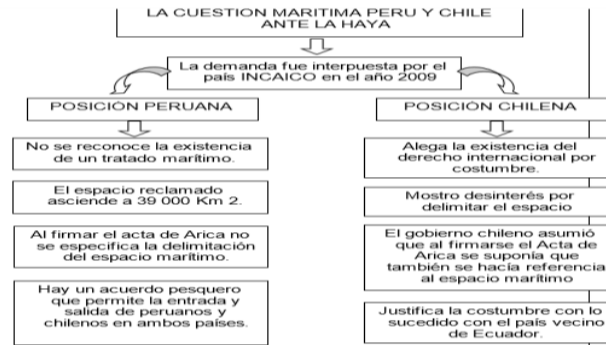 LA CUESTION MARITIMA PERU Y CHILE
ANTE LA HAYA
La demanda fue interpuesta por el
país INCAICO en el año 2009
POSICIÓN PERUANA
No se reconoce la existencia
de un tratado marítimo.
El espacio reclamado
asciende a 39 000 Km 2.
Al firmar el acta de Arica no
se especifica la delimitación
del espacio marítimo.
Hay un acuerdo pesquero
que permite la entrada y
salida de peruanos y
chilenos en ambos países.
POSICIÓN CHILENA
Alega la existencia del
derecho internacional por
costumbre.
Mostro desinterés por
delimitar el espacio
El gobierno chileno asumió
que al firmarse el Acta de
Arica se suponía que
también se hacía referencia
al espacio marítimo
Justifica la costumbre con lo
sucedido con el país vecino
de Ecuador.